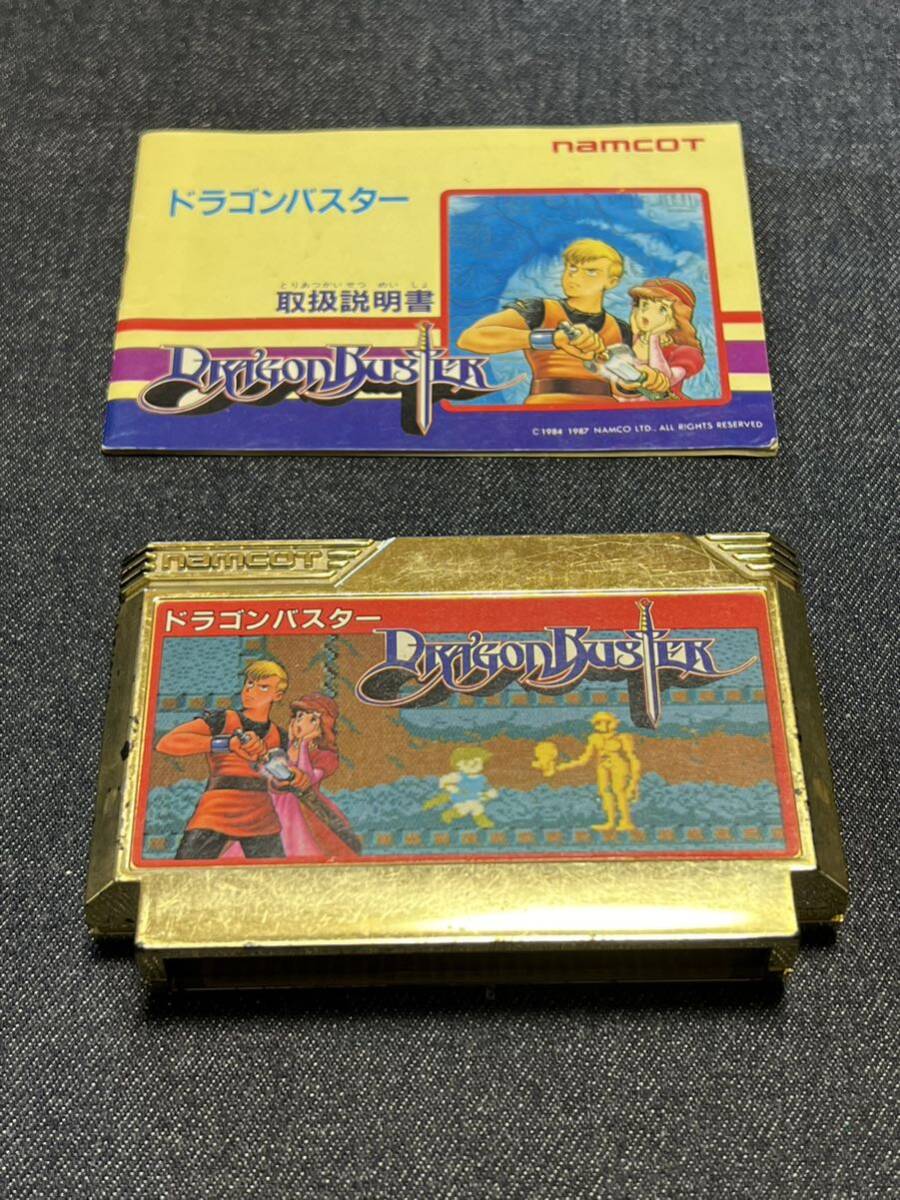 namcoT
ドラゴンバスター
とりあつかいせつ めい しょ
取扱説明書
DRAGON BUSTER
© 1984 1987 NAMCO LTD., ALL RIGHTS RESERVED
namcoT
ドラゴンバスター
DRAGON BUSTER